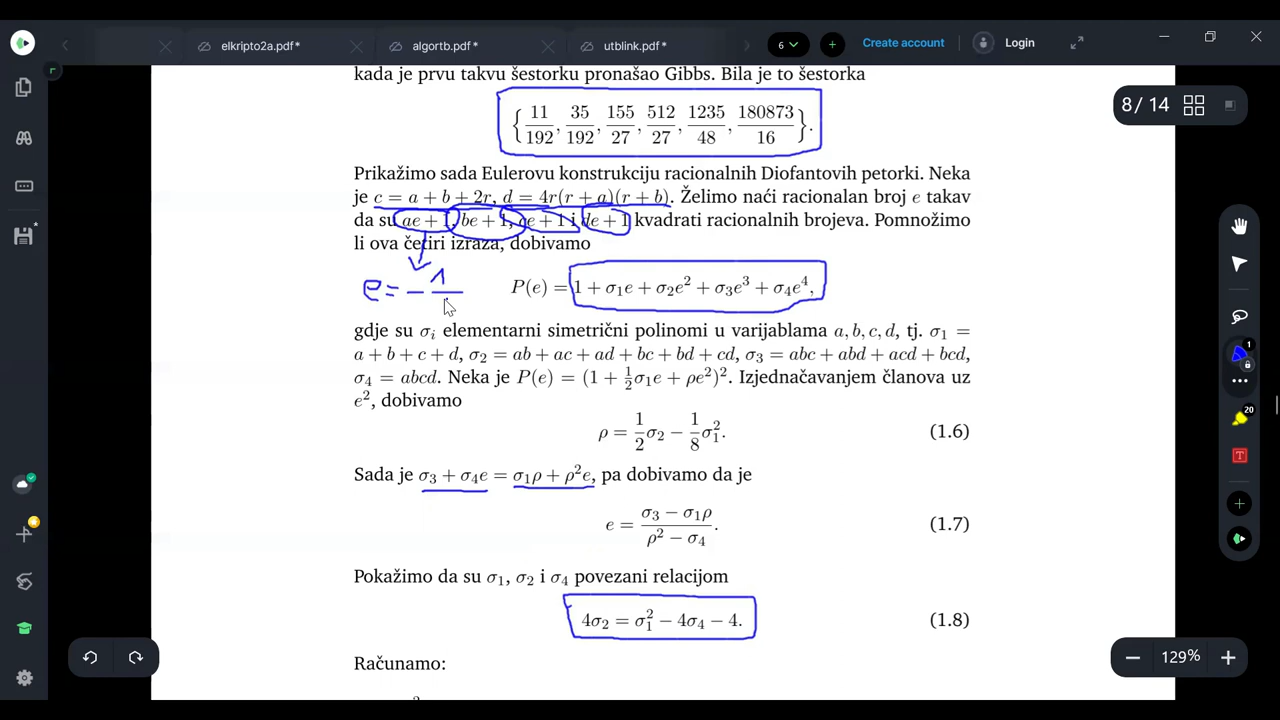 elkripto2a.pdf*
algortb.pdf*
utblink.pdf*
6
Create account
Login
8 / 14
kada je prvu takvu šestorku pronašao Gibbs. Bila je to šestorka
{11/192, 35/192, 155/27, 512/27, 1235/48, 180873/16}.
Prikažimo sada Eulerovu konstrukciju racionalnih Diofantovih petorki. Neka
je c = a + b + 2r, d = 4r(r + a)(r + b). Želimo naći racionalan broj e takav
da su ae + 1, be + 1, ce + 1 i de + 1 kvadrati racionalnih brojeva. Pomnožimo
li ova četiri izraza, dobivamo
e = − 1
P(e) = 1 + σ₁e + σ₂e² + σ₃e³ + σ₄e⁴,
gdje su σᵢ elementarni simetrični polinomi u varijablama a, b, c, d, tj. σ₁ =
a + b + c + d, σ₂ = ab + ac + ad + bc + bd + cd, σ₃ = abc + abd + acd + bcd,
σ₄ = abcd. Neka je P(e) = (1 + ½σ₁e + ρe²)². Izjednačavanjem članova uz
e², dobivamo
ρ = 1/2 σ₂ − 1/8 σ₁². (1.6)
Sada je σ₃ + σ₄e = σ₁ρ + ρ²e, pa dobivamo da je
e = (σ₃ − σ₁ρ)/(ρ² − σ₄). (1.7)
Pokažimo da su σ₁, σ₂ i σ₄ povezani relacijom
4σ₂ = σ₁² − 4σ₄ − 4. (1.8)
Računamo:
1
20
T
129%